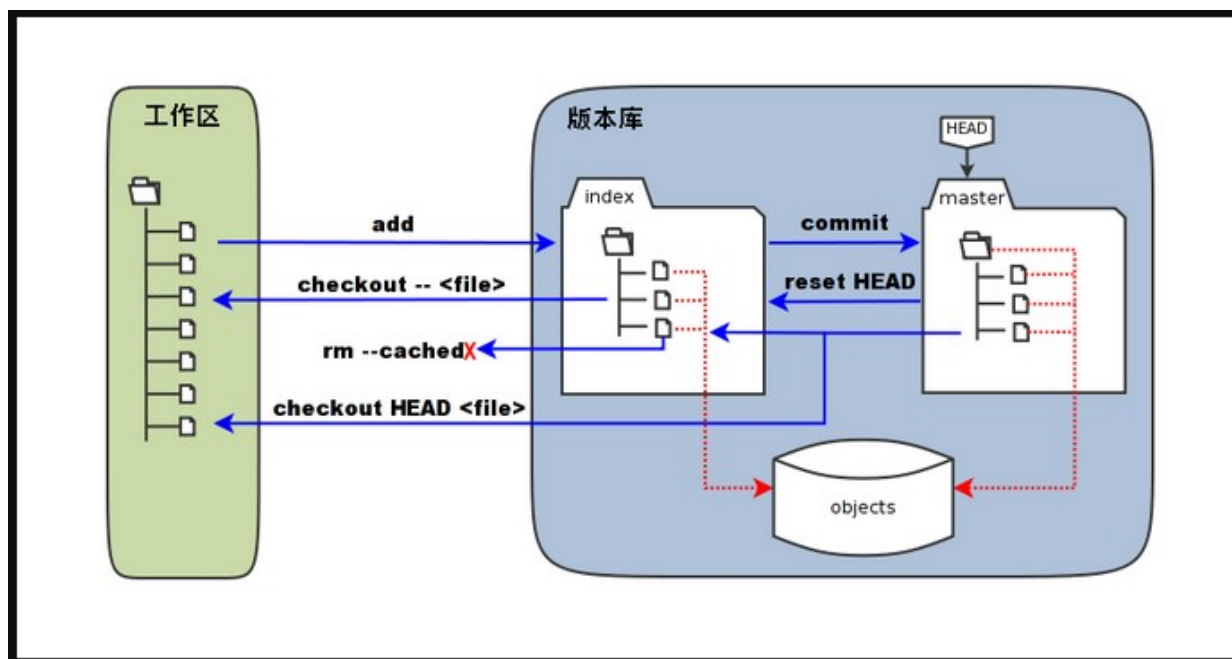 工作区
版本库
HEAD
index
master
add
commit
checkout -- <file>
reset HEAD
rm --cachedX
checkout HEAD <file>
objects